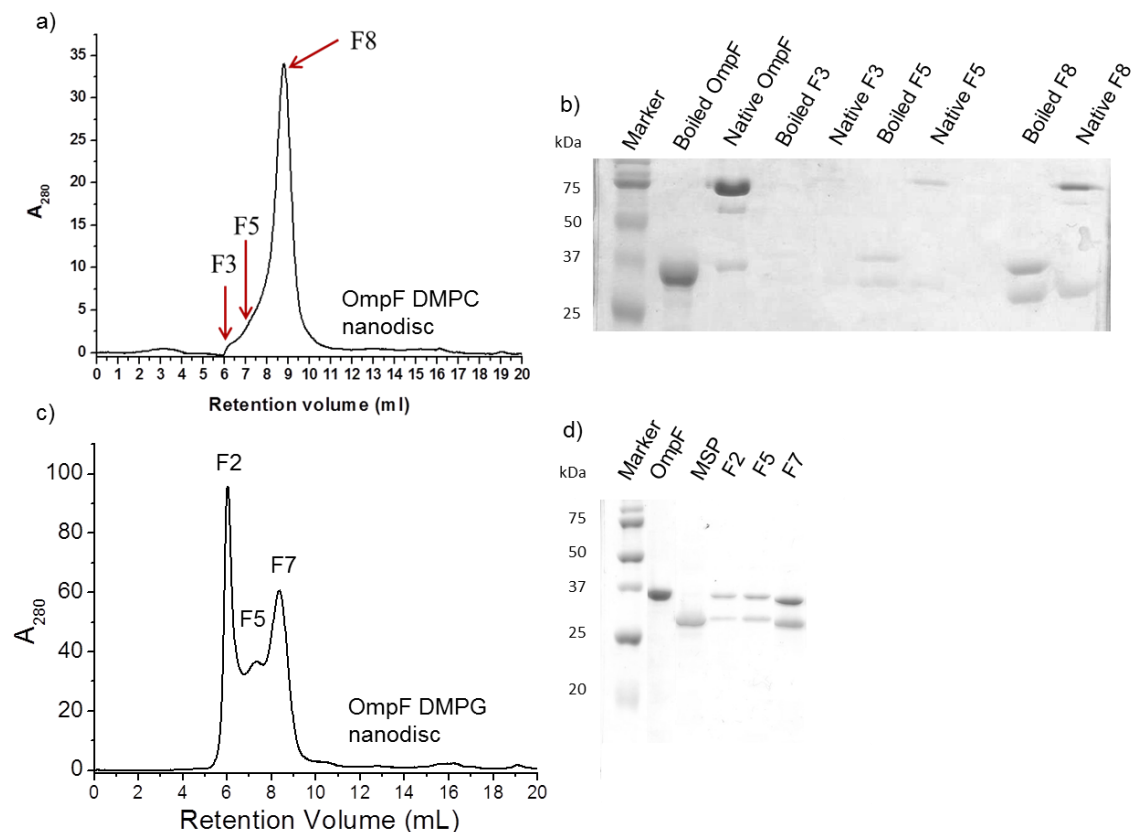 a)
F8
F5
F3
A280
35
30
25
20
15
10
5
0
OmpF DMPC
nanodisc
0 1 2 3 4 5 6 7 8 9 10 11 12 13 14 15 16 17 18 19 20
Retention volume (ml)
b)
kDa
Marker
Boiled OmpF
Native OmpF
Boiled F3
Native F3
Boiled F5
Native F5
Boiled F8
Native F8
75
50
37
25
c)
F2
F5
F7
A280
100
80
60
40
20
0
OmpF DMPG
nanodisc
0 2 4 6 8 10 12 14 16 18 20
Retention Volume (mL)
d)
kDa
Marker
OmpF
MSP
F2
F5
F7
75
50
37
25
20